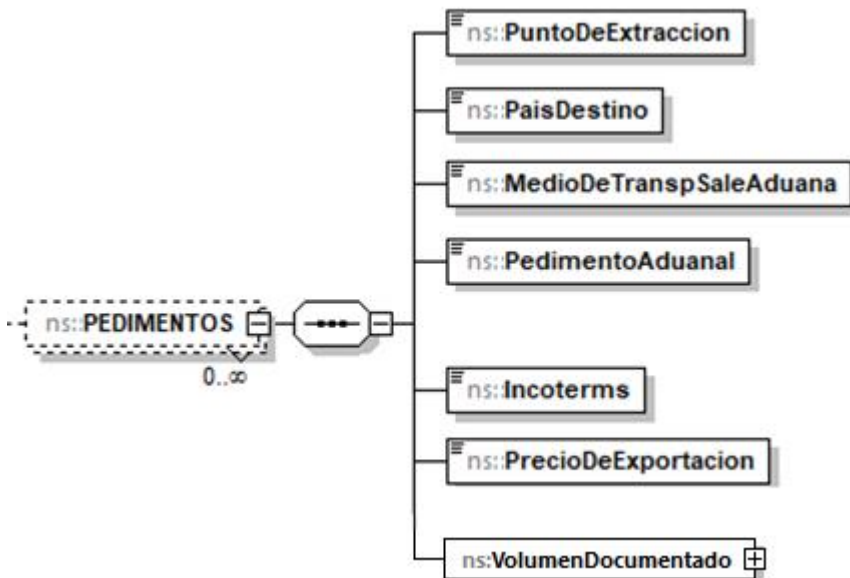 ns::PuntoDeExtraccion
ns::PaisDestino
ns::MedioDeTranspSaleAduana
ns::PedimentoAduanal
ns::PEDIMENTOS
0..∞
ns::Incoterms
ns::PrecioDeExportacion
ns:VolumenDocumentado